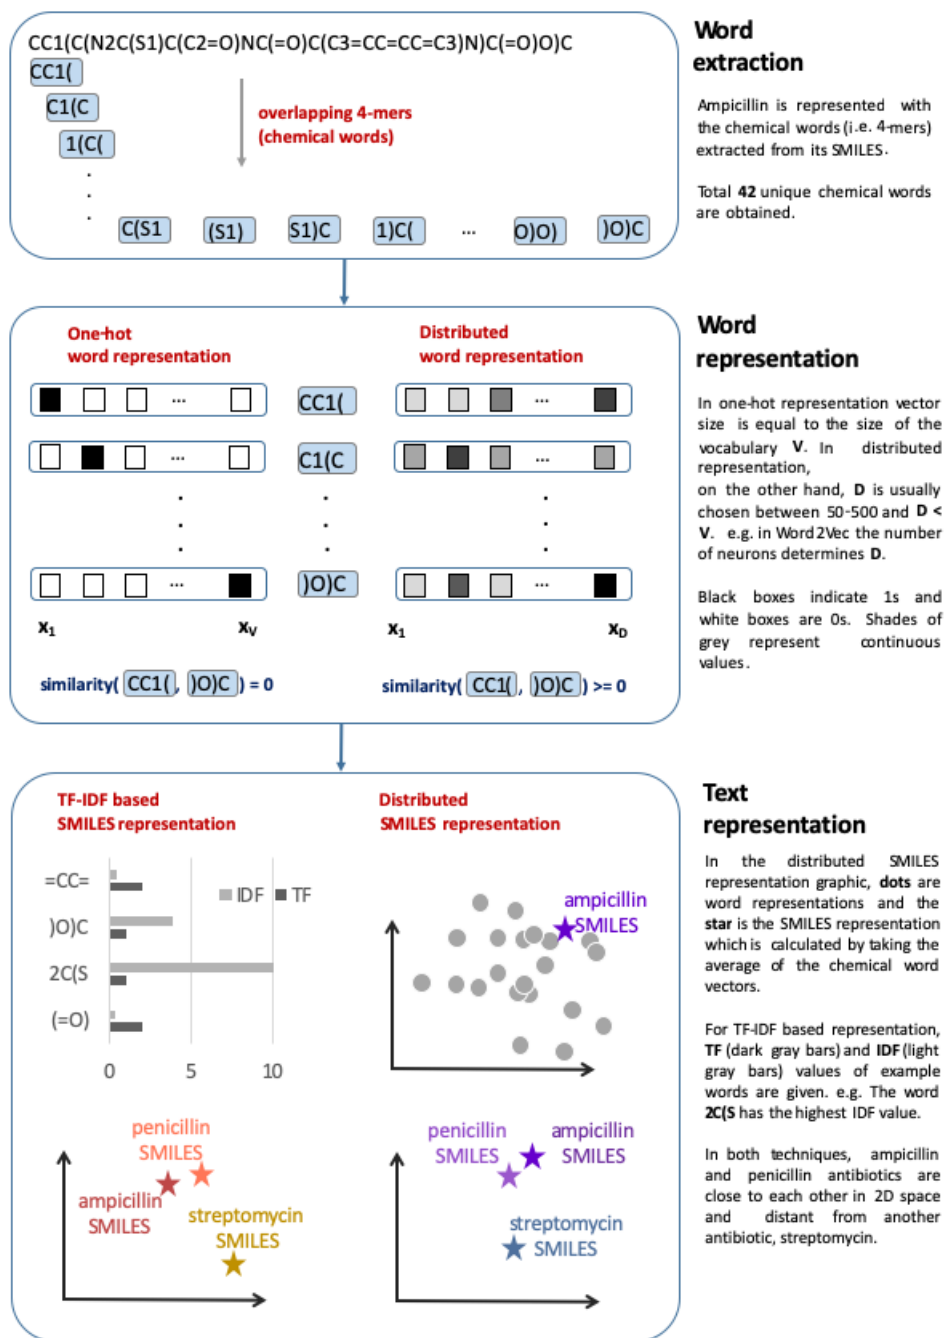 CC1(C(N2C(S1)C(C2=O)NC(=O)C(C3=CC=CC=C3)N)C(=O)O)C
CC1(
C1(C
1(C(
overlapping 4-mers
(chemical words)
C(S1
(S1)
S1)C
1)C(
...
O)O)
)O)C
Word
extraction
Ampicillin is represented with
the chemical words (i.e. 4-mers)
extracted from its SMILES.
Total 42 unique chemical words
are obtained.
One-hot
word representation
Distributed
word representation
...
CC1(
...
...
C1(C
...
...
)O)C
...
x1
xV
x1
xD
similarity( CC1(, )O)C ) = 0
similarity( CC1(, )O)C ) >= 0
Word
representation
In one-hot representation vector
size is equal to the size of the
vocabulary V. In distributed
representation,
on the other hand, D is usually
chosen between 50-500 and D <
V. e.g. in Word2Vec the number
of neurons determines D.
Black boxes indicate 1s and
white boxes are 0s. Shades of
grey represent continuous
values.
TF-IDF based
SMILES representation
=CC=
)O)C
2C(S
(=O)
IDF
TF
0
5
10
Distributed
SMILES representation
ampicillin
SMILES
penicillin
SMILES
ampicillin
SMILES
streptomycin
SMILES
penicillin
SMILES
ampicillin
SMILES
streptomycin
SMILES
Text
representation
In the distributed SMILES
representation graphic, dots are
word representations and the
star is the SMILES representation
which is calculated by taking the
average of the chemical word
vectors.
For TF-IDF based representation,
TF (dark gray bars) and IDF (light
gray bars) values of example
words are given. e.g. The word
2C(S has the highest IDF value.
In both techniques, ampicillin
and penicillin antibiotics are
close to each other in 2D space
and distant from another
antibiotic, streptomycin.